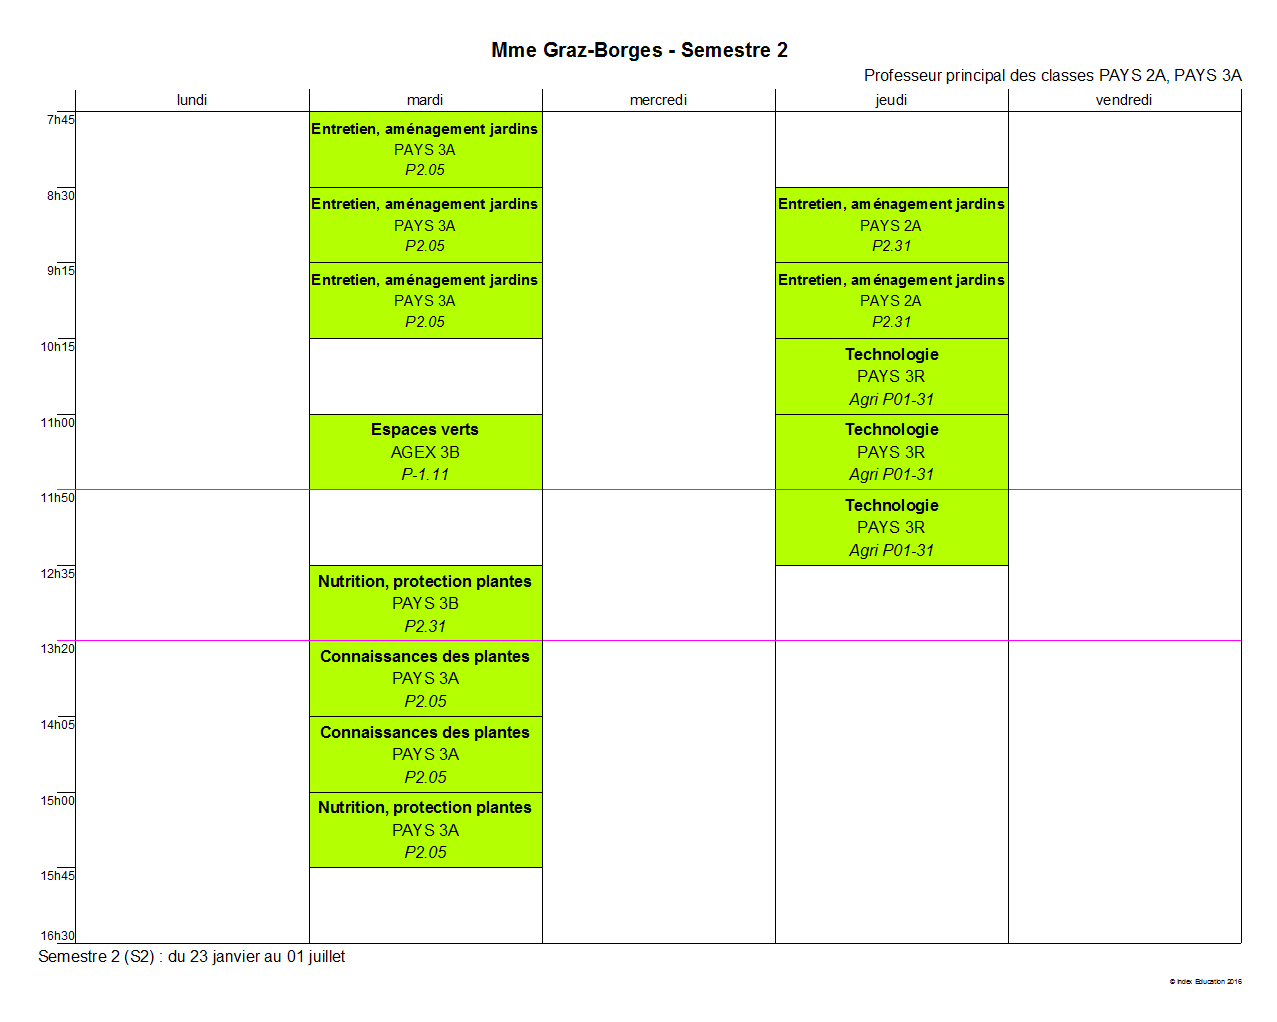 Mme Graz-Borges - Semestre 2
Professeur principal des classes PAYS 2A, PAYS 3A
lundi mardi mercredi jeudi vendredi
7h45
Entretien, aménagement jardins
PAYS 3A
P2.05
8h30
Entretien, aménagement jardins Entretien, aménagement jardins
PAYS 3A PAYS 2A
P2.05 P2.31
9h15
Entretien, aménagement jardins Entretien, aménagement jardins
PAYS 3A PAYS 2A
P2.05 P2.31
10h15
Technologie
PAYS 3R
Agri P01-31
11h00
Espaces verts Technologie
AGEX 3B PAYS 3R
P-1.11 Agri P01-31
11h50
Technologie
PAYS 3R
Agri P01-31
12h35
Nutrition, protection plantes
PAYS 3B
P2.31
13h20
Connaissances des plantes
PAYS 3A
P2.05
14h05
Connaissances des plantes
PAYS 3A
P2.05
15h00
Nutrition, protection plantes
PAYS 3A
P2.05
15h45
16h30
Semestre 2 (S2) : du 23 janvier au 01 juillet
© Index Education 2016